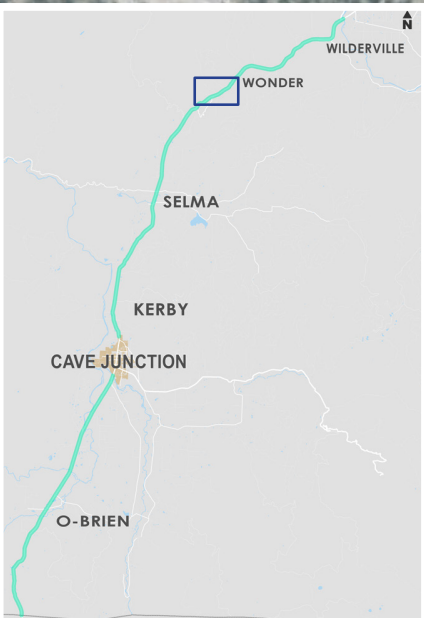 N
WILDERVILLE
WONDER
SELMA
KERBY
CAVE JUNCTION
O-BRIEN